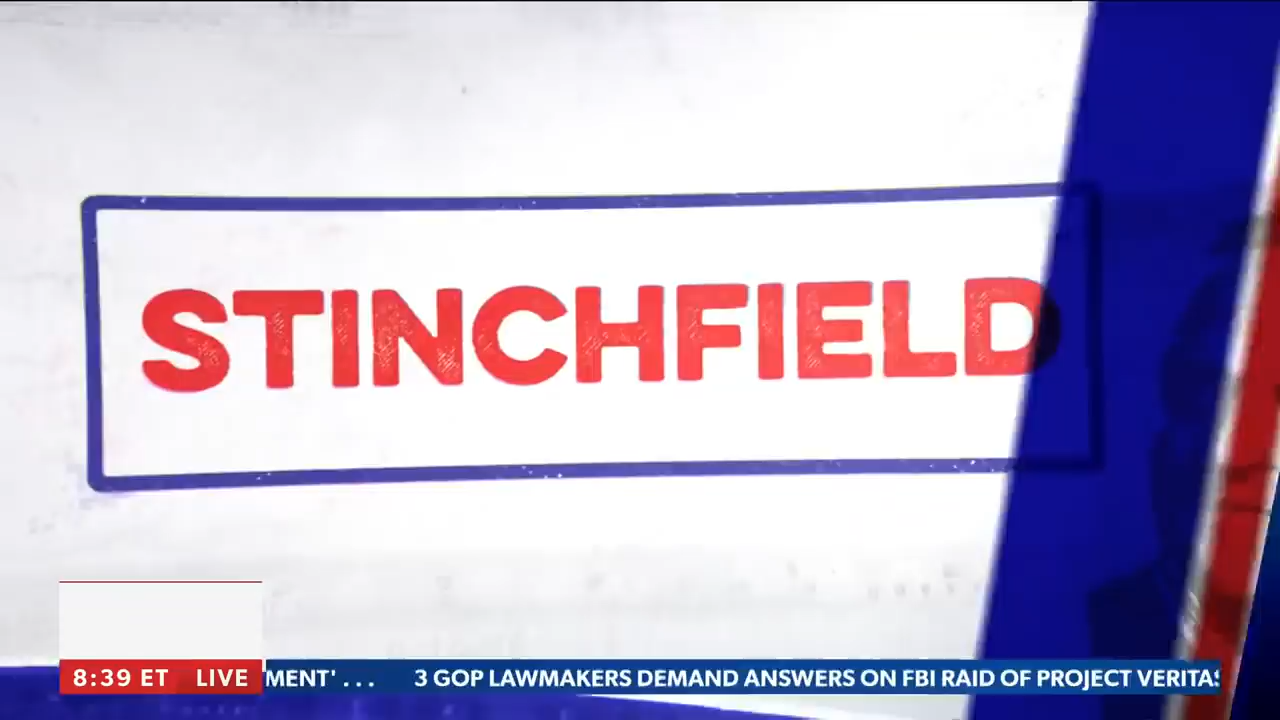 STINCHFIELD
8:39 ET LIVE
MENT' . . . 3 GOP LAWMAKERS DEMAND ANSWERS ON FBI RAID OF PROJECT VERITAS